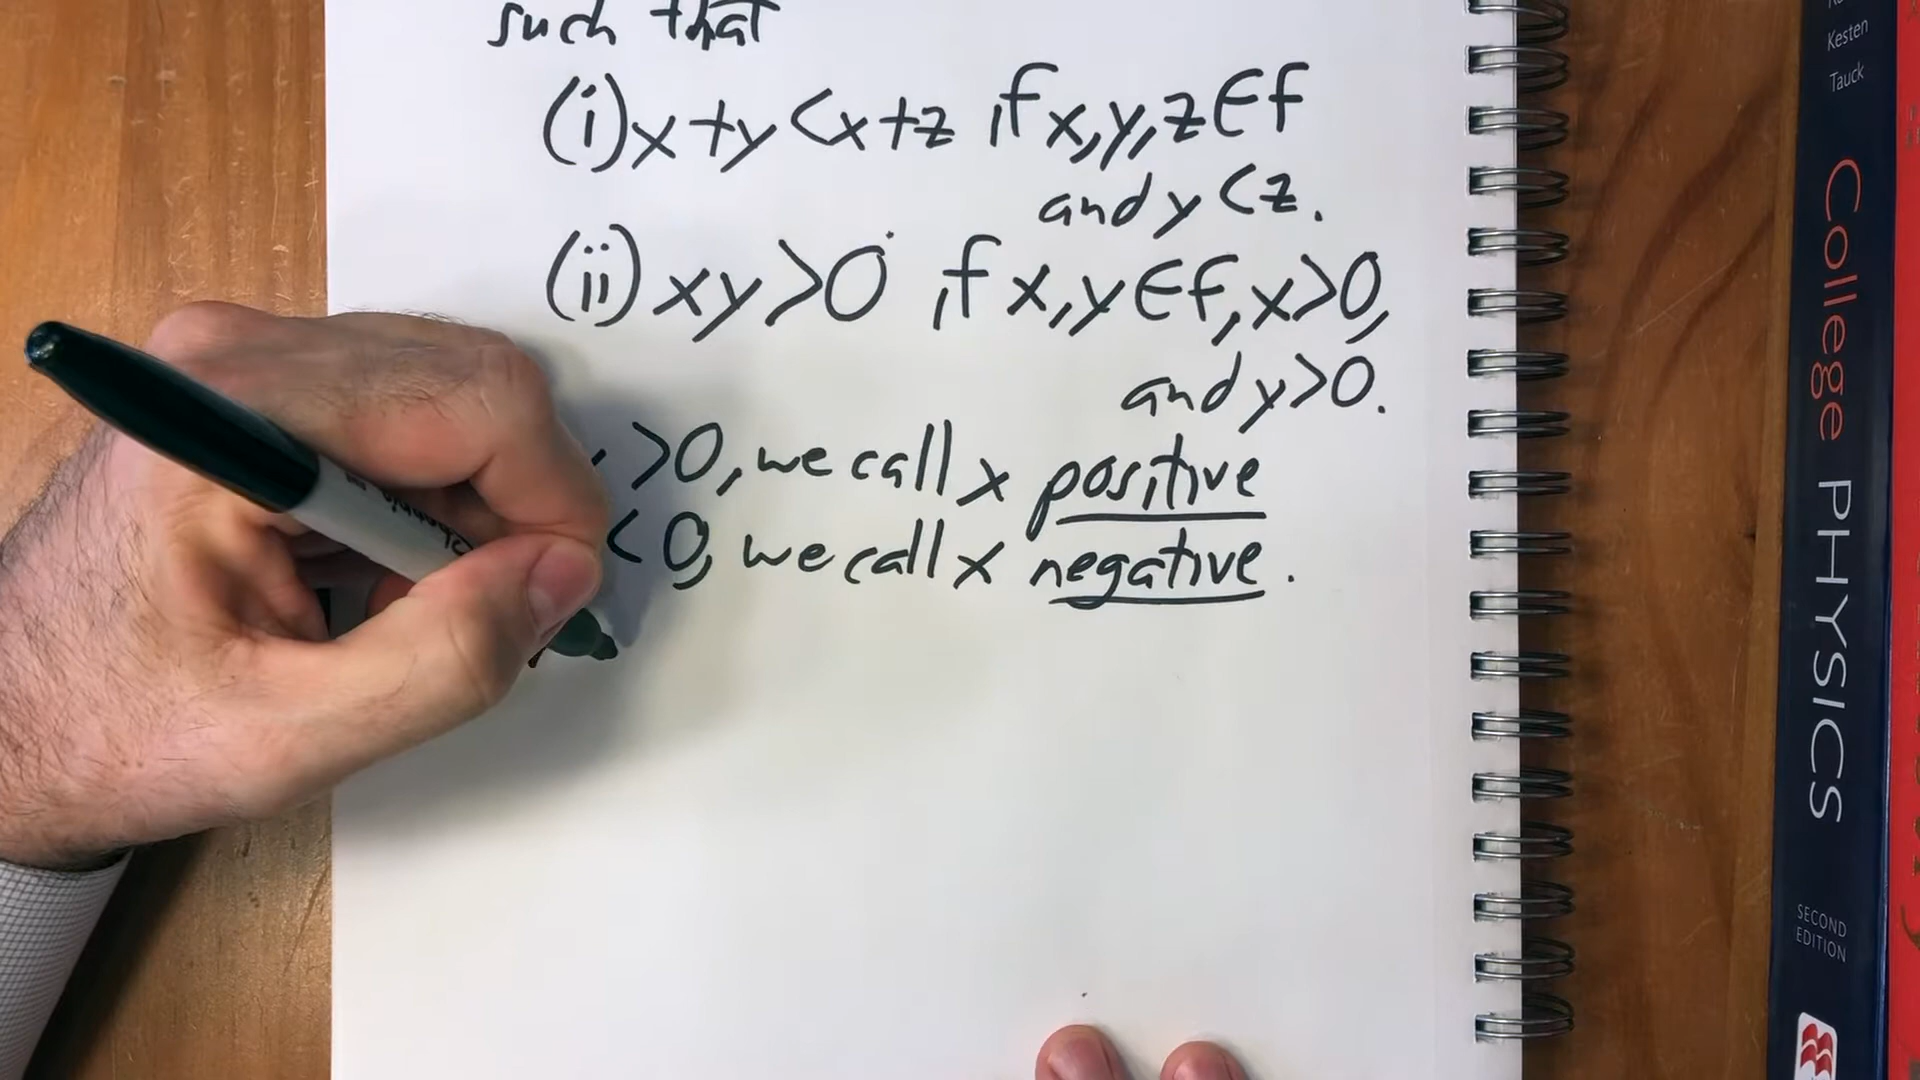 such that
(i) x+y<x+z if x,y,z∈f
and y<z.
(ii) xy>0 if x,y∈f, x>0,
and y>0.
>0, we call x positive
<0, we call x negative.
Kesten
Tauck
College PHYSICS
SECOND
EDITION
Sharpie